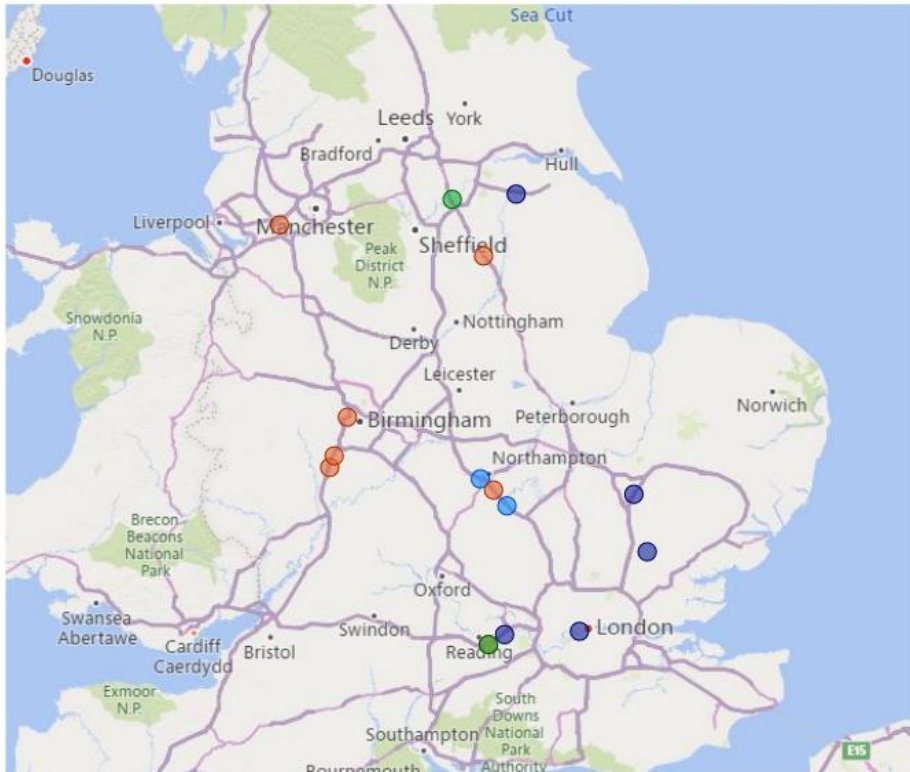 Sea Cut
Douglas
Leeds
York
Bradford
Hull
Liverpool
Manchester
Sheffield
Peak
District
N.P.
Snowdonia
N.P.
Nottingham
Derby
Leicester
Norwich
Birmingham
Peterborough
Northampton
Brecon
Beacons
National
Park
Oxford
Swansea
Abertawe
Swindon
London
Cardiff
Caerdydd
Bristol
Reading
Exmoor
N.P.
South
Downs
National
Park
Authority
Southampton
E15
Bournemouth